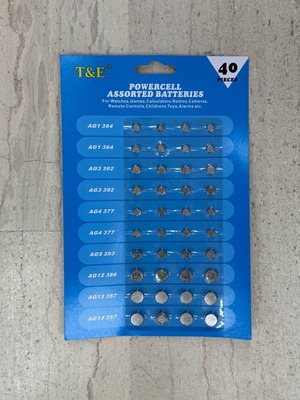 T&E
POWERCELL
ASSORTED BATTERIES
For Watches, Games, Calculators, Radios, Cameras,
Remote Controls, Childrens Toys, Alarms etc.
40
PIECES
AG1 364
AG1 364
AG3 392
AG3 392
AG4 377
AG4 377
AG5 393
AG12 386
AG13 357
AG13 357